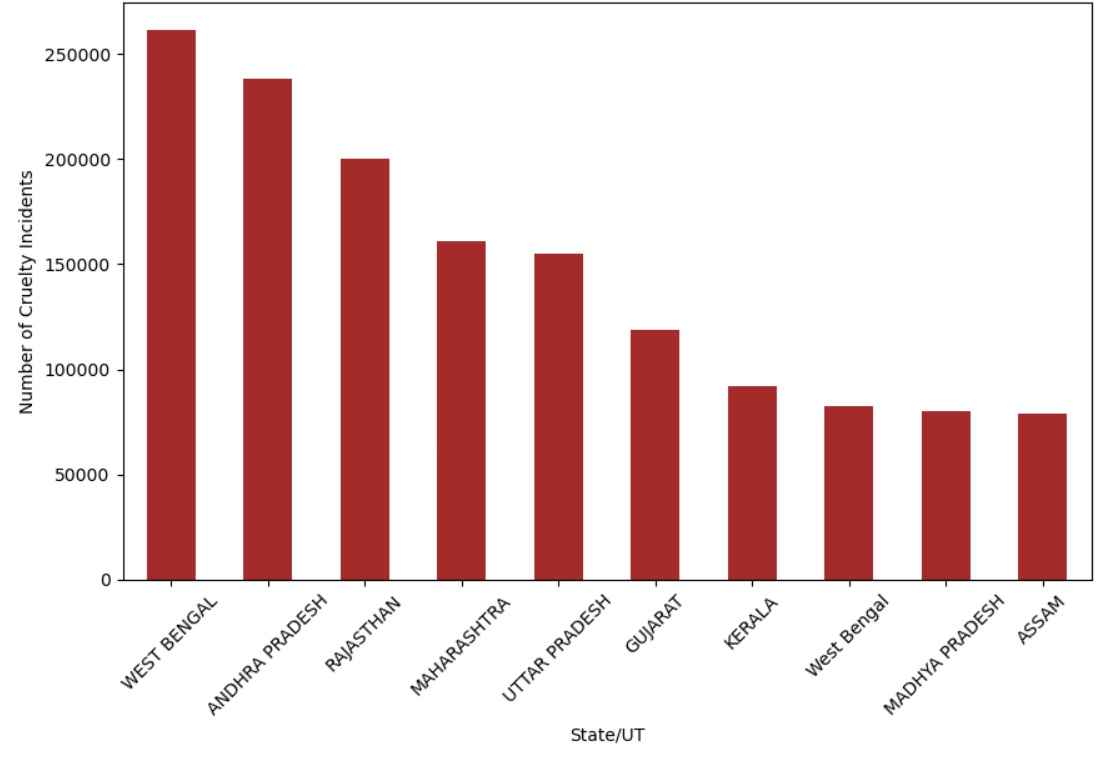 Number of Cruelty Incidents
250000
200000
150000
100000
50000
0
WEST BENGAL
ANDHRA PRADESH
RAJASTHAN
MAHARASHTRA
UTTAR PRADESH
GUJARAT
KERALA
West Bengal
MADHYA PRADESH
ASSAM
State/UT